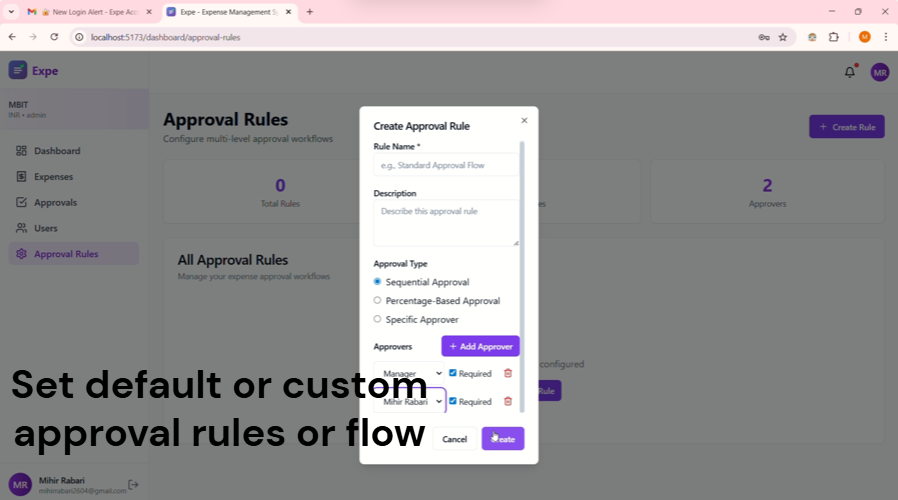 New Login Alert - Expe Acc
Expe - Expense Management S
localhost:5173/dashboard/approval-rules
M
Expe
MR
MBIT
INR • admin
Dashboard
Expenses
Approvals
Users
Approval Rules
Approval Rules
Configure multi-level approval workflows
+ Create Rule
0
Total Rules
2
Approvers
All Approval Rules
Manage your expense approval workflows
configured
Rule
Create Approval Rule
Rule Name *
e.g., Standard Approval Flow
Description
Describe this approval rule
Approval Type
Sequential Approval
Percentage-Based Approval
Specific Approver
Approvers
+ Add Approver
Manager
Required
Mihir Rabari
Required
Cancel
Create
Set default or custom
approval rules or flow
MR
Mihir Rabari
mihirrabari2604@gmail.com